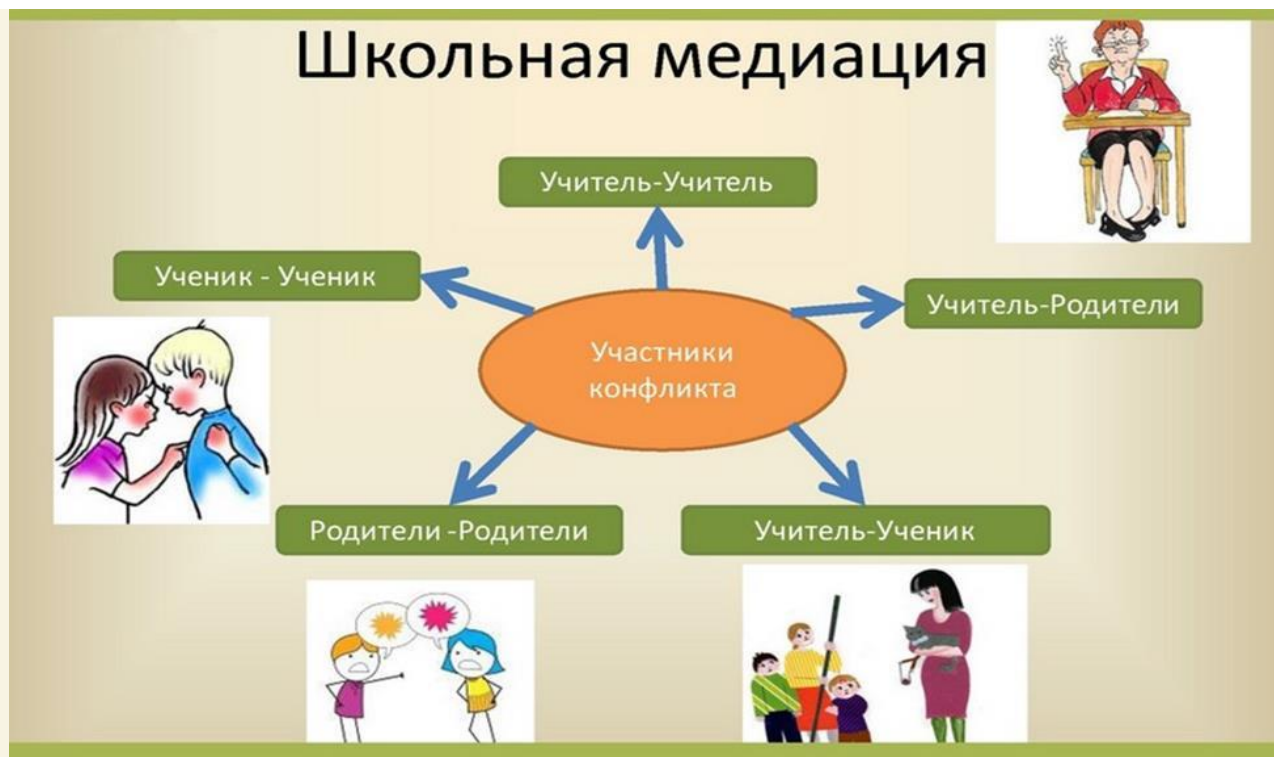 Школьная медиация
Учитель-Учитель
Ученик - Ученик
Учитель-Родители
Участники
конфликта
Родители -Родители
Учитель-Ученик